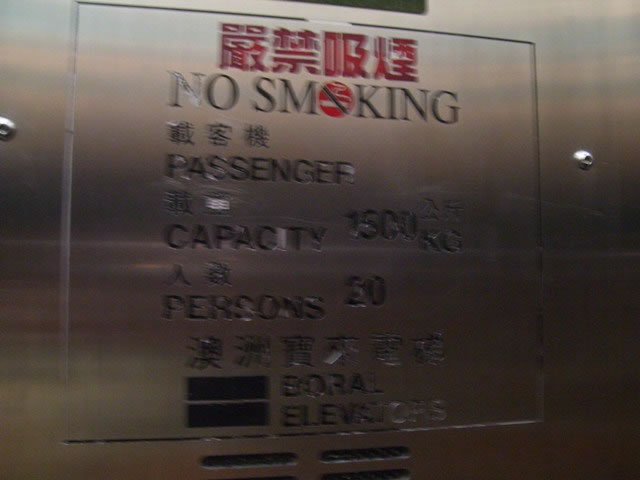 嚴禁吸煙
NO SMOKING
載客機
PASSENGER
載重 公斤
CAPACITY 1500 KG
人數
PERSONS 20
澳洲寶來電梯
BORAL
ELEVATORS